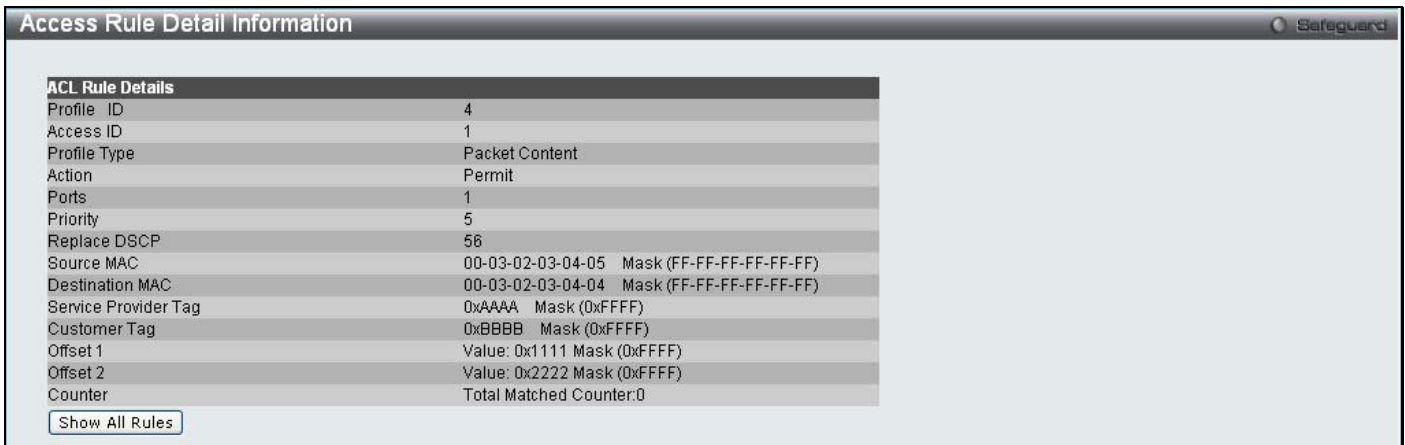 Access Rule Detail Information
Safeguard
ACL Rule Details
Profile ID 4
Access ID 1
Profile Type Packet Content
Action Permit
Ports 1
Priority 5
Replace DSCP 56
Source MAC 00-03-02-03-04-05 Mask (FF-FF-FF-FF-FF-FF)
Destination MAC 00-03-02-03-04-04 Mask (FF-FF-FF-FF-FF-FF)
Service Provider Tag 0xAAAA Mask (0xFFFF)
Customer Tag 0xBBBB Mask (0xFFFF)
Offset 1 Value: 0x1111 Mask (0xFFFF)
Offset 2 Value: 0x2222 Mask (0xFFFF)
Counter Total Matched Counter:0
Show All Rules